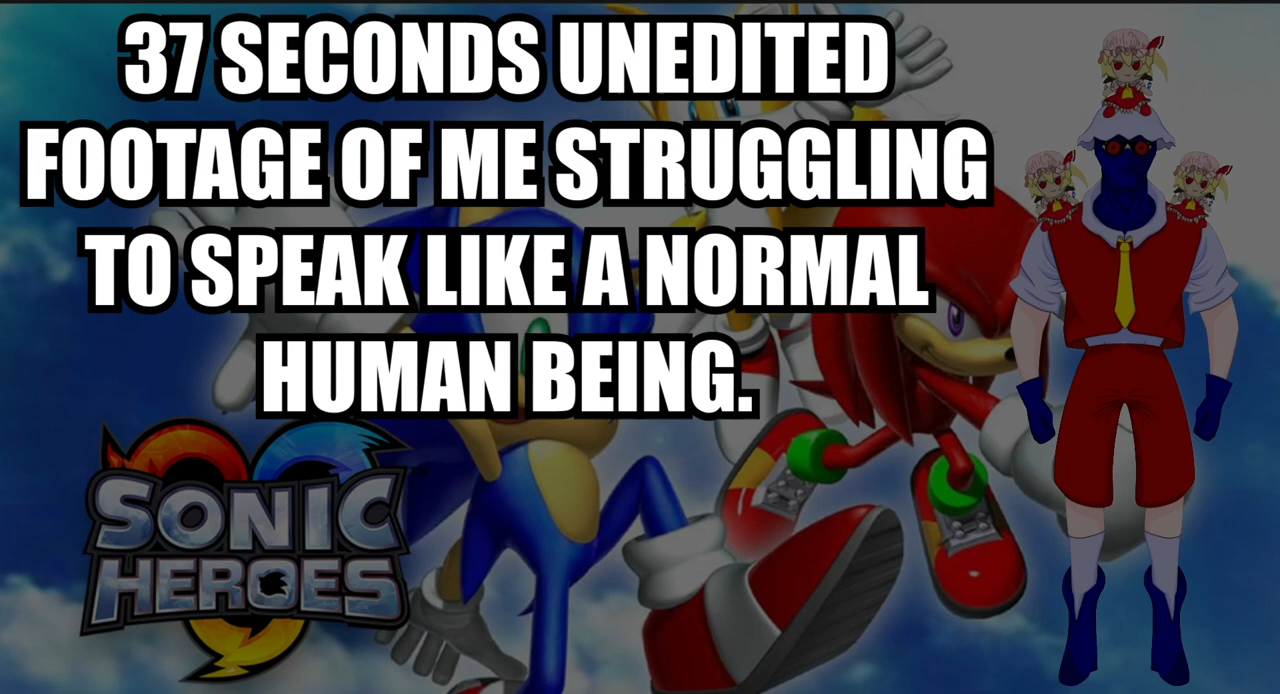 37 SECONDS UNEDITED
FOOTAGE OF ME STRUGGLING
TO SPEAK LIKE A NORMAL
HUMAN BEING.
SONIC
HEROES